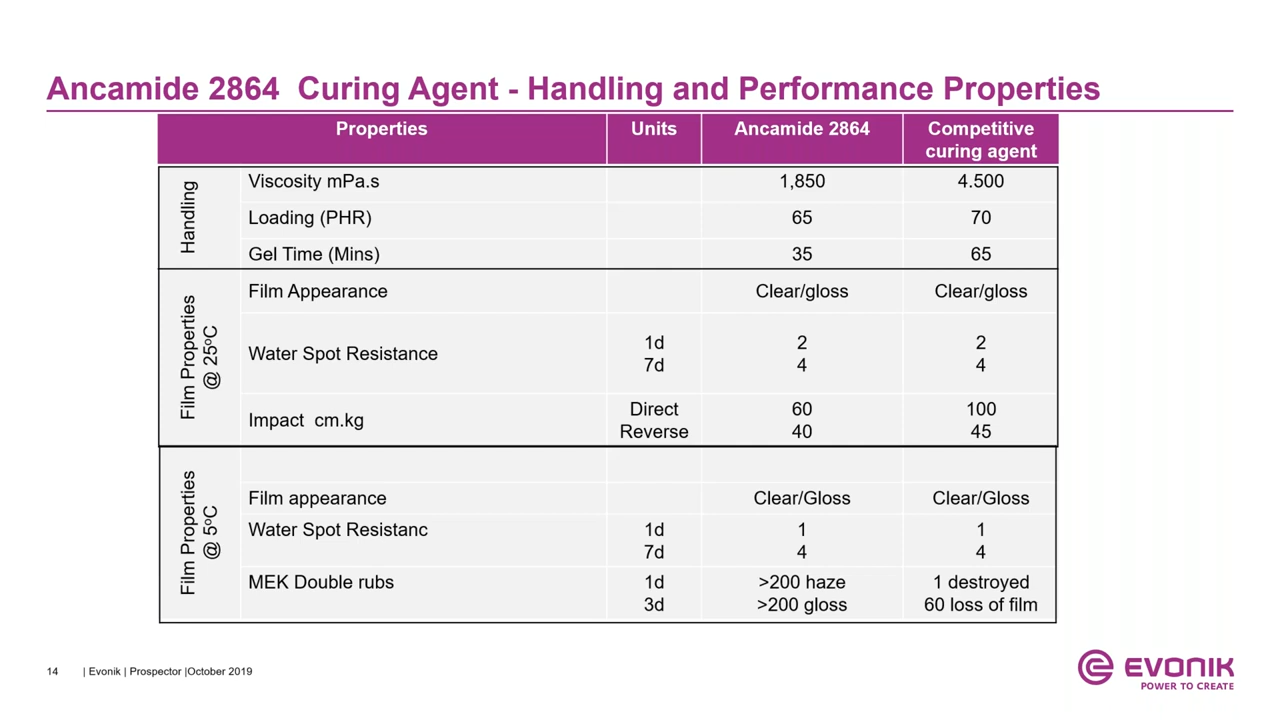 Ancamide 2864 Curing Agent - Handling and Performance Properties
Properties Units Ancamide 2864 Competitive curing agent
Handling
Viscosity mPa.s 1,850 4.500
Loading (PHR) 65 70
Gel Time (Mins) 35 65
Film Properties @ 25°C
Film Appearance Clear/gloss Clear/gloss
Water Spot Resistance
1d 2 2
7d 4 4
Impact cm.kg
Direct 60 100
Reverse 40 45
Film Properties @ 5°C
Film appearance Clear/Gloss Clear/Gloss
Water Spot Resistanc 1d 1 1
7d 4 4
MEK Double rubs 1d >200 haze 1 destroyed
3d >200 gloss 60 loss of film
14 | Evonik | Prospector |October 2019
EVONIK
POWER TO CREATE